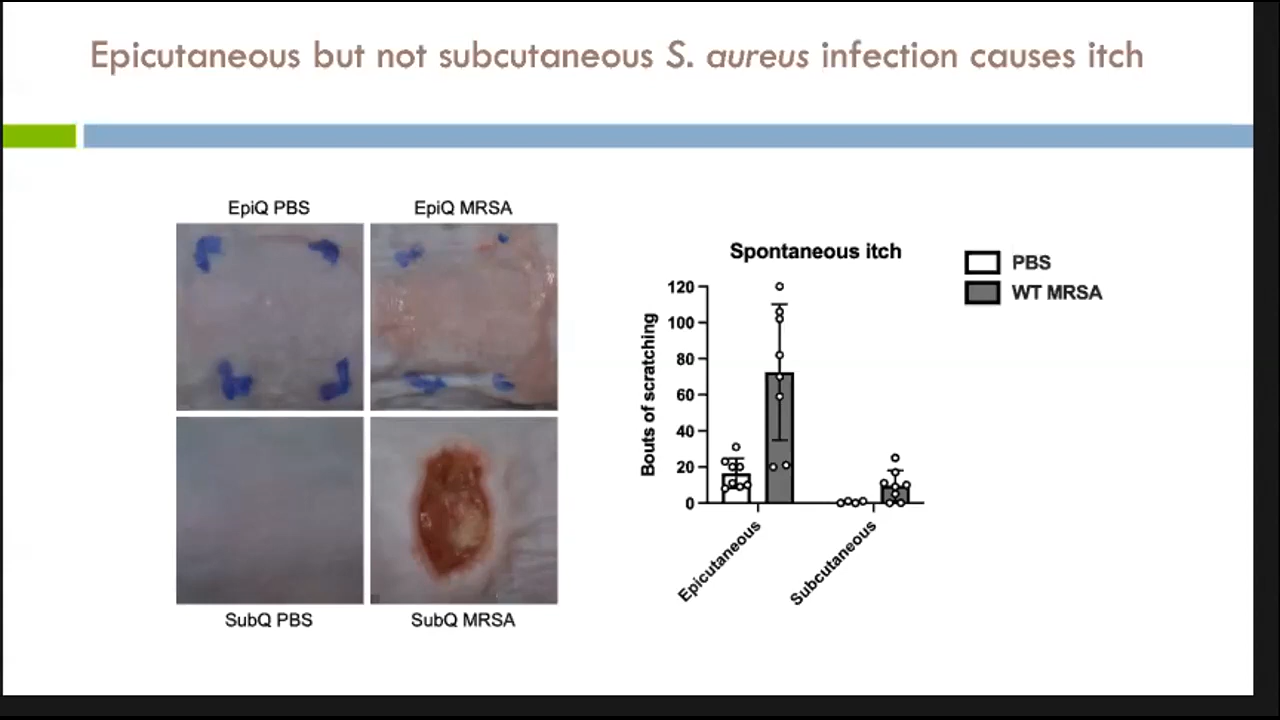 Epicutaneous but not subcutaneous S. aureus infection causes itch
EpiQ PBS
EpiQ MRSA
SubQ PBS
SubQ MRSA
Spontaneous itch
PBS
WT MRSA
Bouts of scratching
120
100
80
60
40
20
0
Epicutaneous
Subcutaneous